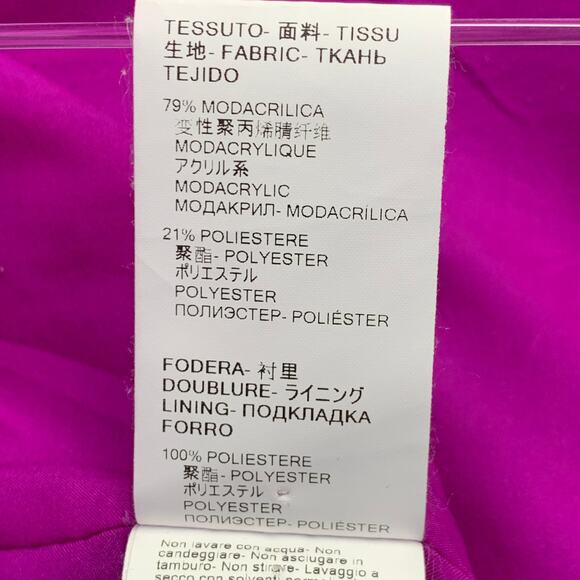 TESSUTO- 面料- TISSU
生地- FABRIC- ТКАНЬ
TEJIDO
79% MODACRILICA
变性聚丙烯腈纤维
MODACRYLIQUE
アクリル系
MODACRYLIC
МОДАКРИЛ- MODACRÍLICA
21% POLIESTERE
聚酯- POLYESTER
ポリエステル
POLYESTER
ПОЛИЭСТЕР- POLIÉSTER
FODERA- 衬里
DOUBLURE- ライニング
LINING- ПОДКЛАДКА
FORRO
100% POLIESTERE
聚酯- POLYESTER
ポリエステル
POLYESTER
ПОЛИЭСТЕР- POLIÉSTER
Non lavare con acqua- Non
candeggiare- Non asciugare in
tamburo- Non stirare- Lavaggio a
secco con solventi